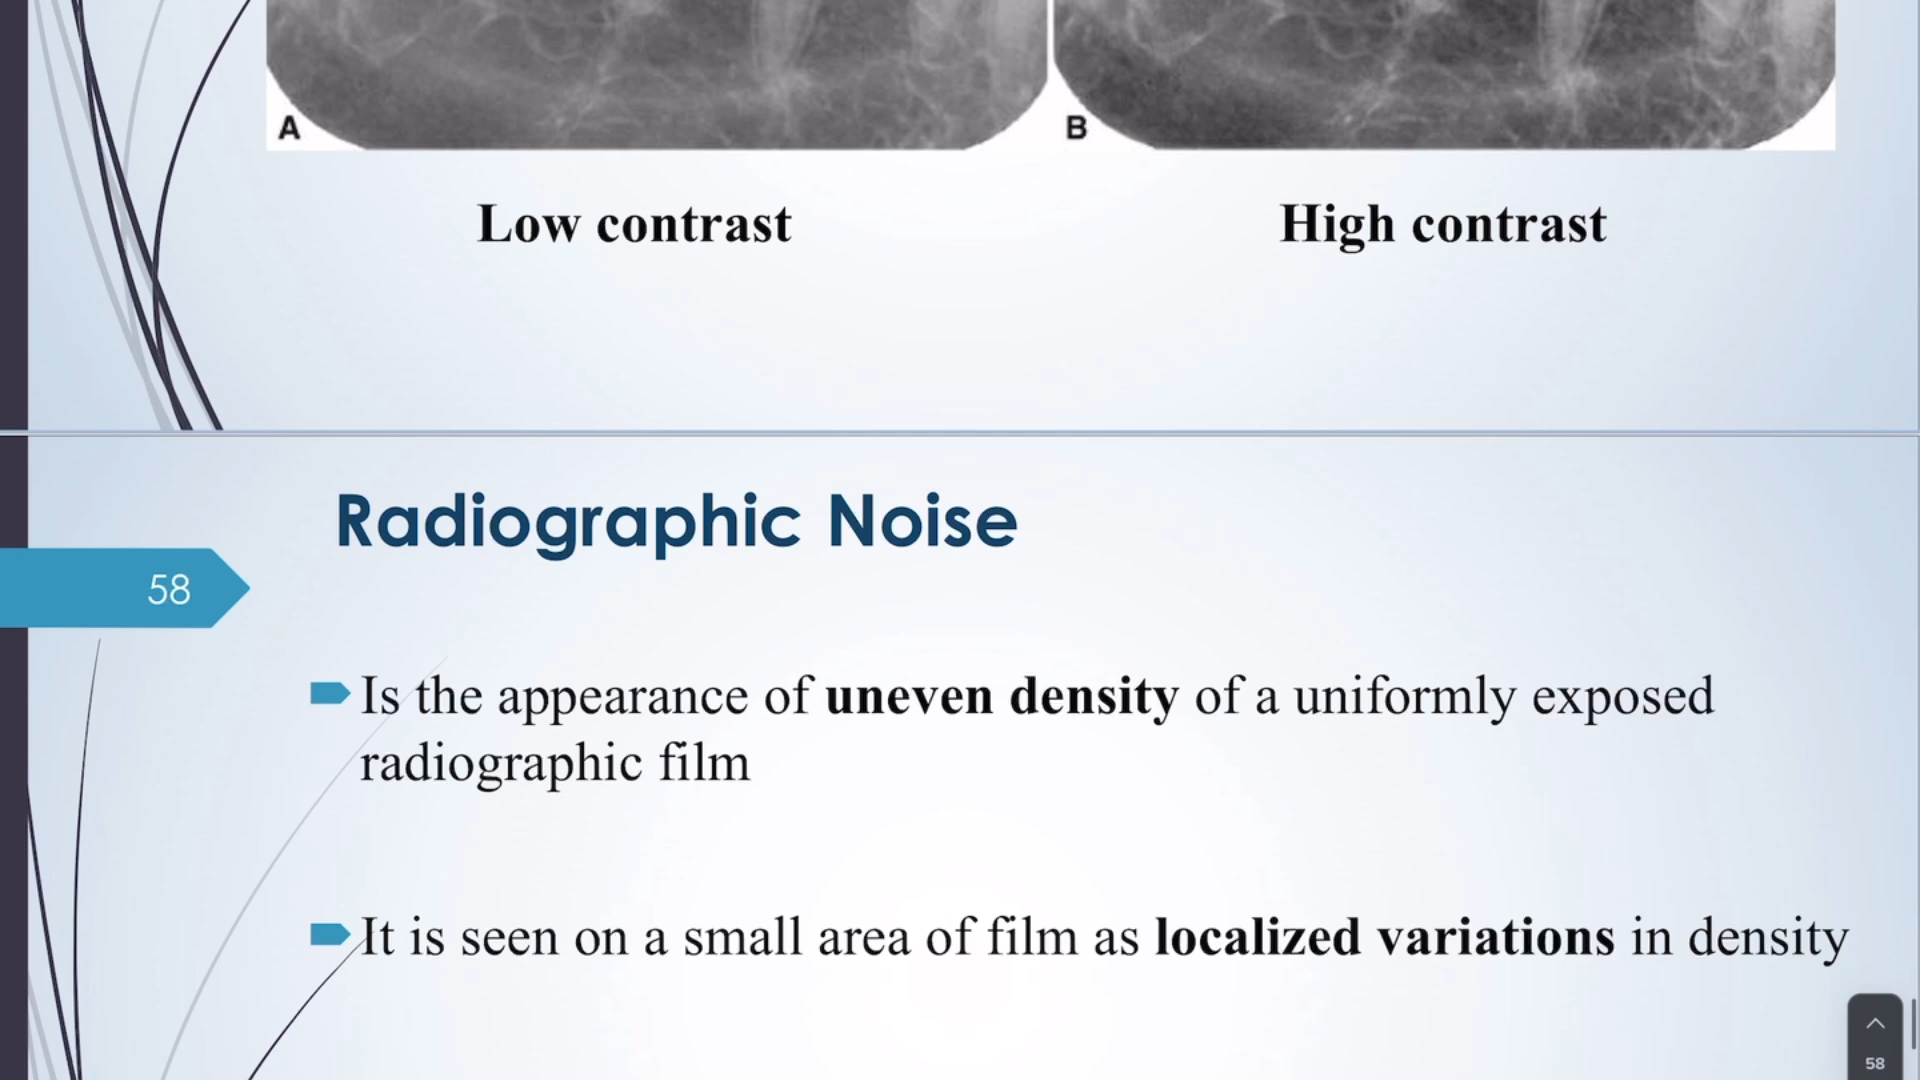 A
B
Low contrast
High contrast
Radiographic Noise
58
Is the appearance of uneven density of a uniformly exposed
radiographic film
It is seen on a small area of film as localized variations in density
58